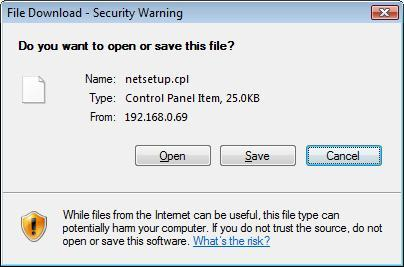 File Download - Security Warning
Do you want to open or save this file?
Name: netsetup.cpl
Type: Control Panel Item, 25.0KB
From: 192.168.0.69
Open Save Cancel
While files from the Internet can be useful, this file type can
potentially harm your computer. If you do not trust the source, do not
open or save this software. What's the risk?